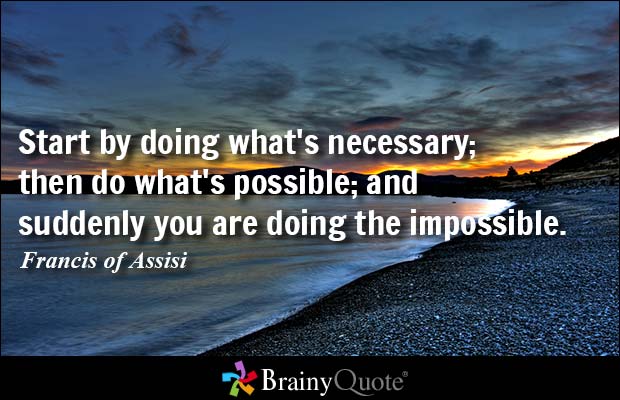 Start by doing what's necessary;
then do what's possible; and
suddenly you are doing the impossible.
Francis of Assisi
BrainyQuote®